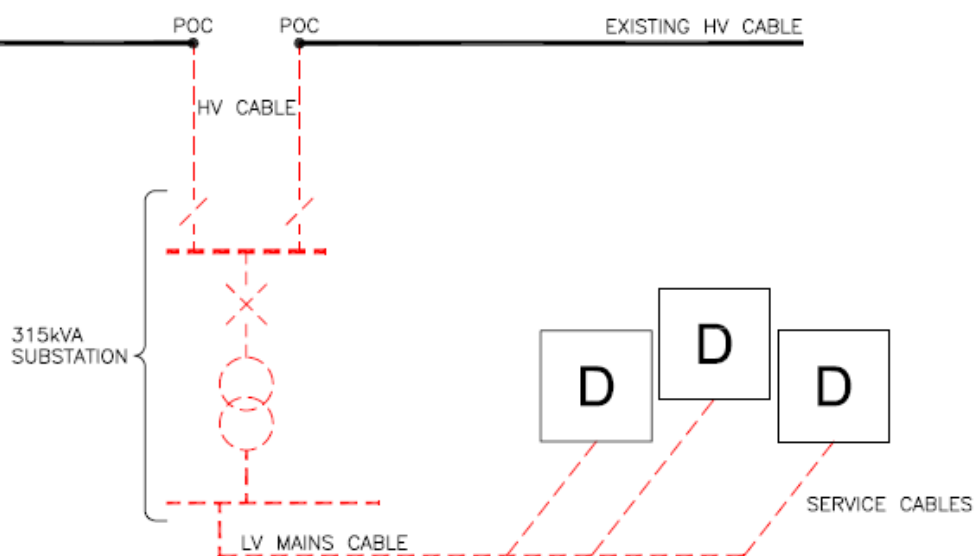 POC
POC
EXISTING HV CABLE
HV CABLE
315kVA
SUBSTATION
D
D
D
SERVICE CABLES
LV MAINS CABLE